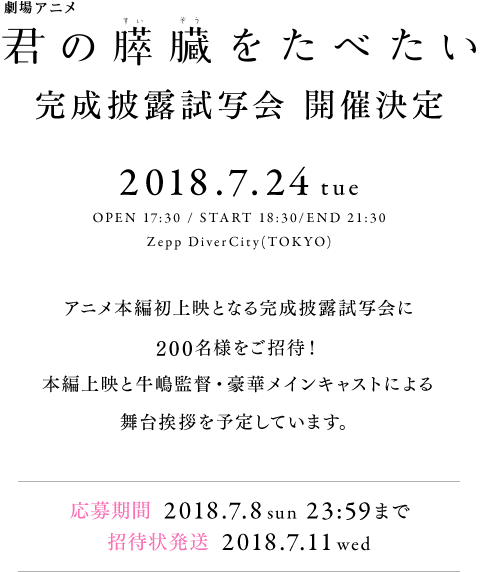 劇場アニメ
君の膵臓をたべたい
すい ぞう
完成披露試写会 開催決定
2018.7.24 tue
OPEN 17:30 / START 18:30/END 21:30
Zepp DiverCity(TOKYO)
アニメ本編初上映となる完成披露試写会に
200名様をご招待！
本編上映と牛嶋監督・豪華メインキャストによる
舞台挨拶を予定しています。
応募期間 2018.7.8 sun 23:59まで
招待状発送 2018.7.11 wed